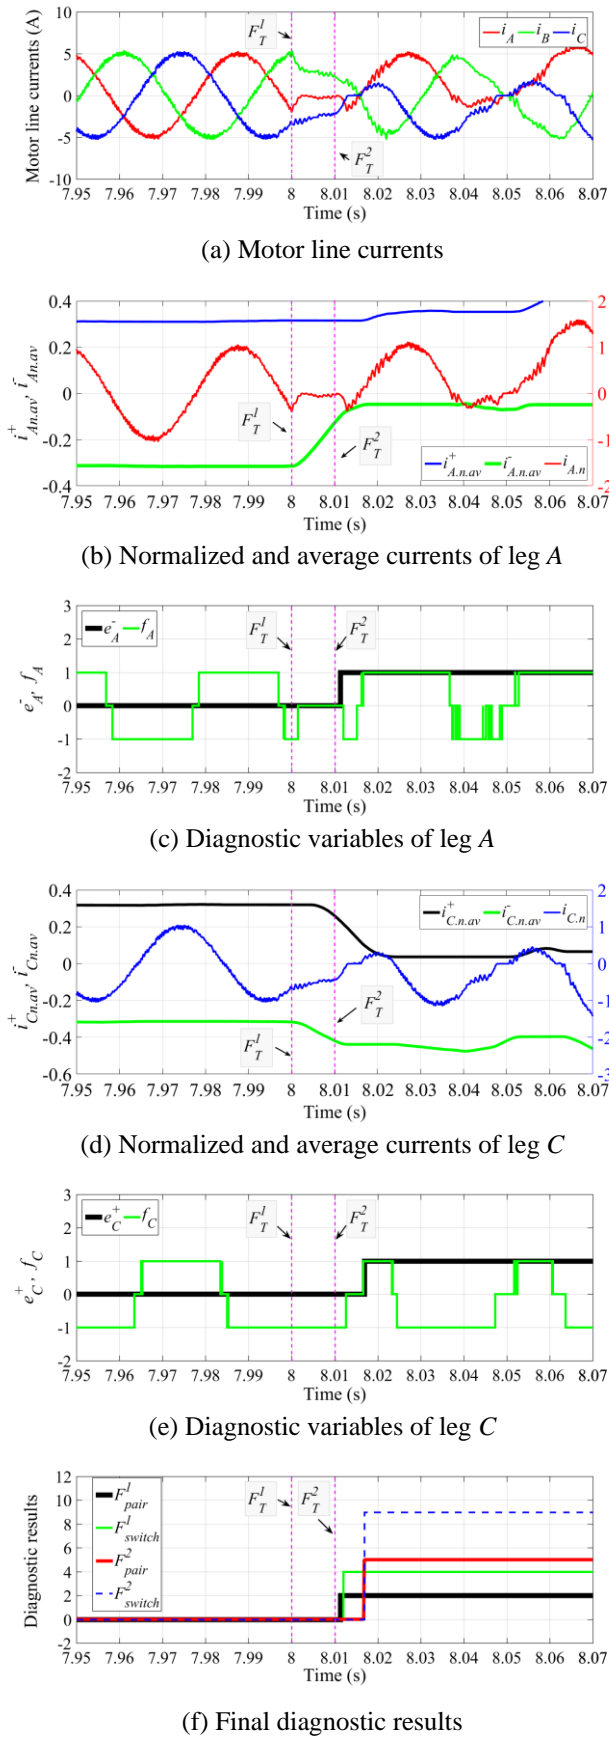 i_A i_B i_C
F_T^1
F_T^2
Motor line currents (A)
10
5
0
-5
-10
7.95 7.96 7.97 7.98 7.99 8 8.01 8.02 8.03 8.04 8.05 8.06 8.07
Time (s)
(a) Motor line currents
i^+_{An.av}, i^-_{An.av}
0.4
0.2
0
-0.2
-0.4
2
1
0
-1
-2
F_T^1
F_T^2
i^+_{A.n.av} i^-_{A.n.av} i_{A.n}
7.95 7.96 7.97 7.98 7.99 8 8.01 8.02 8.03 8.04 8.05 8.06 8.07
Time (s)
(b) Normalized and average currents of leg A
e^-_A f_A
F_T^1
F_T^2
e^-_A, f_A
3
2
1
0
-1
-2
7.95 7.96 7.97 7.98 7.99 8 8.01 8.02 8.03 8.04 8.05 8.06 8.07
Time (s)
(c) Diagnostic variables of leg A
i^+_{C.n.av} i^-_{C.n.av} i_{C.n}
i^+_{Cn.av}, i^-_{Cn.av}
0.4
0.2
0
-0.2
-0.4
-0.6
2
1
0
-1
-2
-3
F_T^2
F_T^1
7.95 7.96 7.97 7.98 7.99 8 8.01 8.02 8.03 8.04 8.05 8.06 8.07
Time (s)
(d) Normalized and average currents of leg C
e^+_C f_C
F_T^1
F_T^2
e^+_C, f_C
3
2
1
0
-1
-2
7.95 7.96 7.97 7.98 7.99 8 8.01 8.02 8.03 8.04 8.05 8.06 8.07
Time (s)
(e) Diagnostic variables of leg C
F^1_{pair}
F^1_{switch}
F^2_{pair}
F^2_{switch}
F_T^1
F_T^2
Diagnostic results
12
10
8
6
4
2
0
-2
7.95 7.96 7.97 7.98 7.99 8 8.01 8.02 8.03 8.04 8.05 8.06 8.07
Time (s)
(f) Final diagnostic results